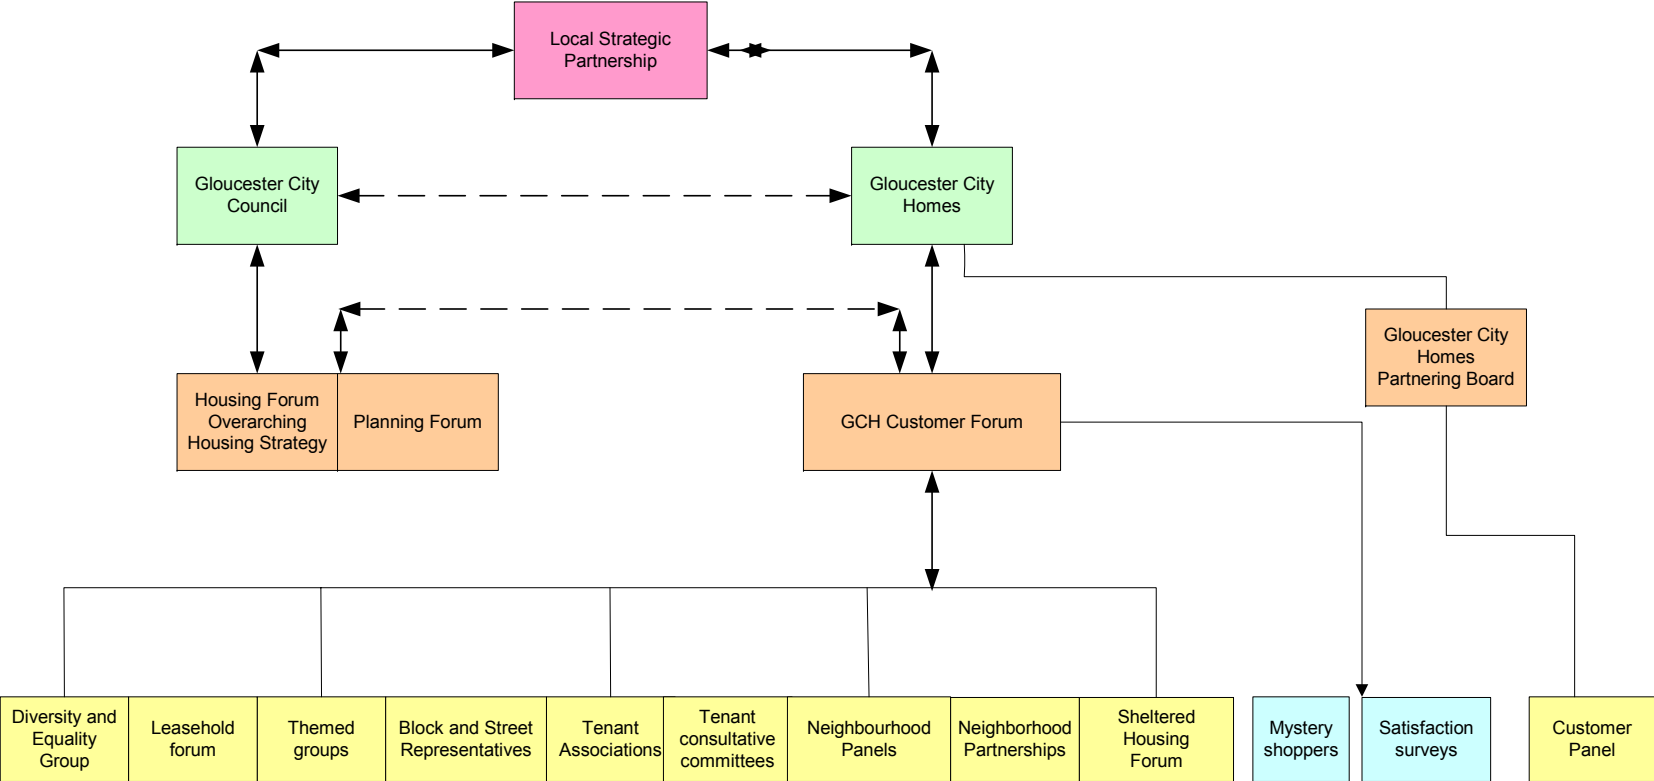 Local Strategic
Partnership
Gloucester City
Council
Gloucester City
Homes
Gloucester City
Homes
Partnering Board
Housing Forum
Overarching
Housing Strategy
Planning Forum
GCH Customer Forum
Diversity and
Equality
Group
Leasehold
forum
Themed
groups
Block and Street
Representatives
Tenant
Associations
Tenant
consultative
committees
Neighbourhood
Panels
Neighborhood
Partnerships
Sheltered
Housing
Forum
Mystery
shoppers
Satisfaction
surveys
Customer
Panel